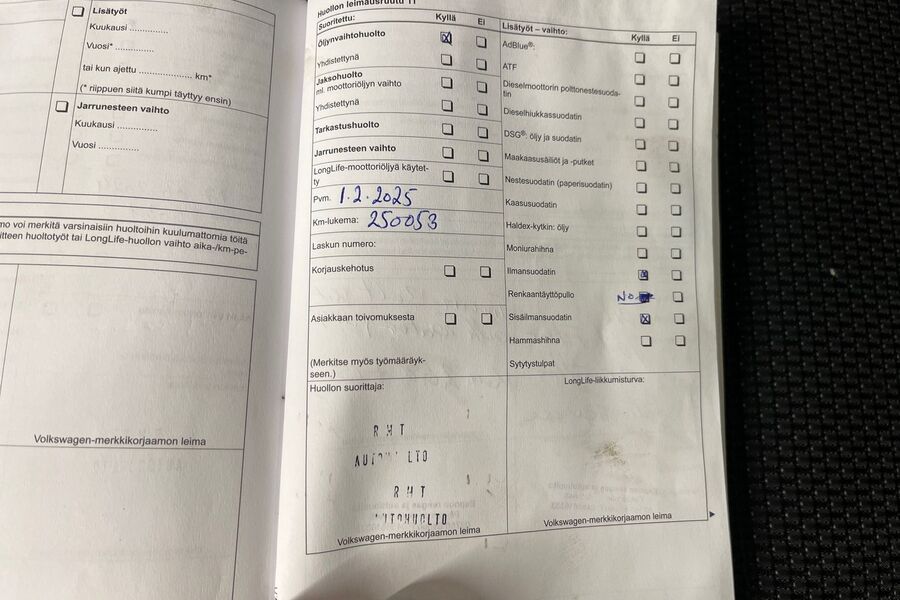 Lisätyöt
Kuukausi ..............
Vuosi* ..............
tai kun ajettu .................... km*
(* riippuen siitä kumpi täyttyy ensin)
Jarrunesteen vaihto
Kuukausi ..............
Vuosi ..............
mo voi merkitä varsinaisiin huoltoihin kuulumattomia töitä
itteen huoltotyöt tai LongLife-huollon vaihto aika-/km-pe-
Volkswagen-merkkikorjaamon leima
Huollon leimausruutu 11
Suoritettu: Kyllä Ei
Öljynvaihtohuolto
Yhdistettynä
Jaksohuolto
ml. moottoriöljyn vaihto
Yhdistettynä
Tarkastushuolto
Jarrunesteen vaihto
LongLife-moottoriöljyä käytet-
ty
Pvm. 1.2.2025
Km-lukema: 250053
Laskun numero:
Korjauskehotus
Asiakkaan toivomuksesta
(Merkitse myös työmääräyk-
seen.)
Huollon suorittaja:
RMT
RMT
Volkswagen-merkkikorjaamon leima
Lisätyöt – vaihto: Kyllä Ei
AdBlue®:
ATF
Dieselmoottorin polttonestesuoda-
tin
Dieselhiukkassuodatin
DSG®: öljy ja suodatin
Maakaasusäiliöt ja -putket
Nestesuodatin (paperisuodatin)
Kaasusuodatin
Haldex-kytkin: öljy
Moniurahihna
Ilmansuodatin
Renkaantäyttöpullo
Sisäilmansuodatin
Hammashihna
Sytytystulpat
LongLife-liikkumisturva:
Volkswagen-merkkikorjaamon leima